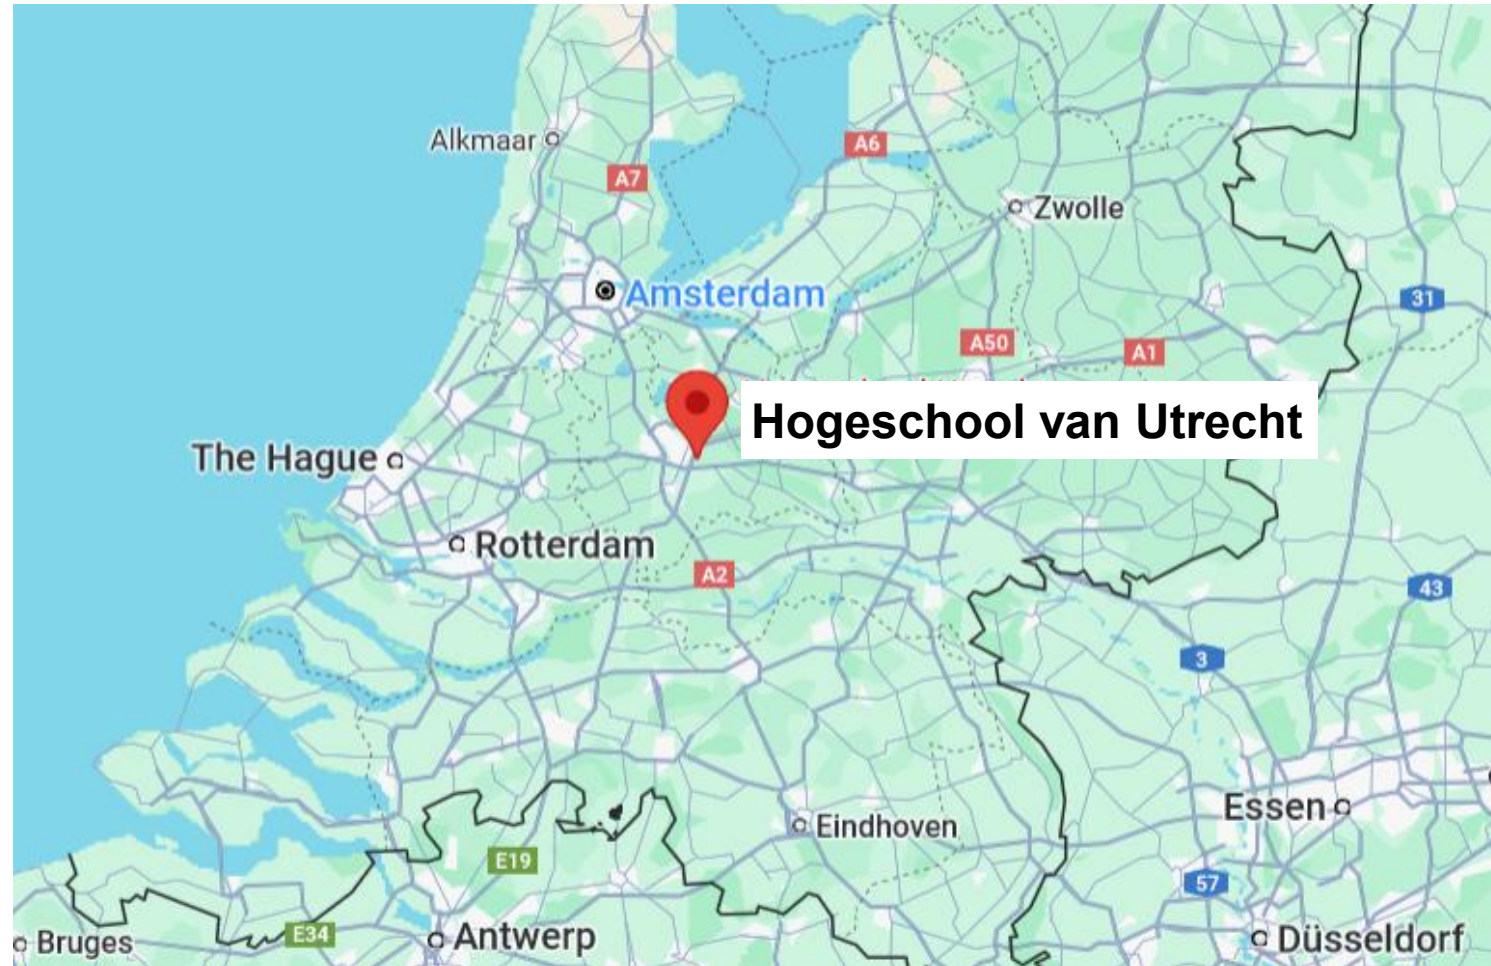 Alkmaar
A6
A7
Zwolle
Amsterdam
31
A50
A1
Hogeschool van Utrecht
The Hague
Rotterdam
A2
43
3
Essen
Eindhoven
E19
57
E34
Bruges
Antwerp
Düsseldorf